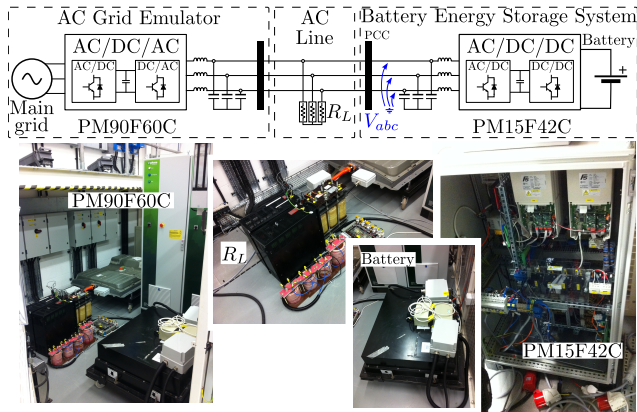 AC Grid Emulator
AC Line
Battery Energy Storage System
AC/DC/AC
AC/DC
DC/AC
Main grid
PM90F60C
R_L
PCC
V_abc
AC/DC/DC
AC/DC
DC/DC
Battery
+
PM15F42C
PM90F60C
R_L
Battery
PM15F42C